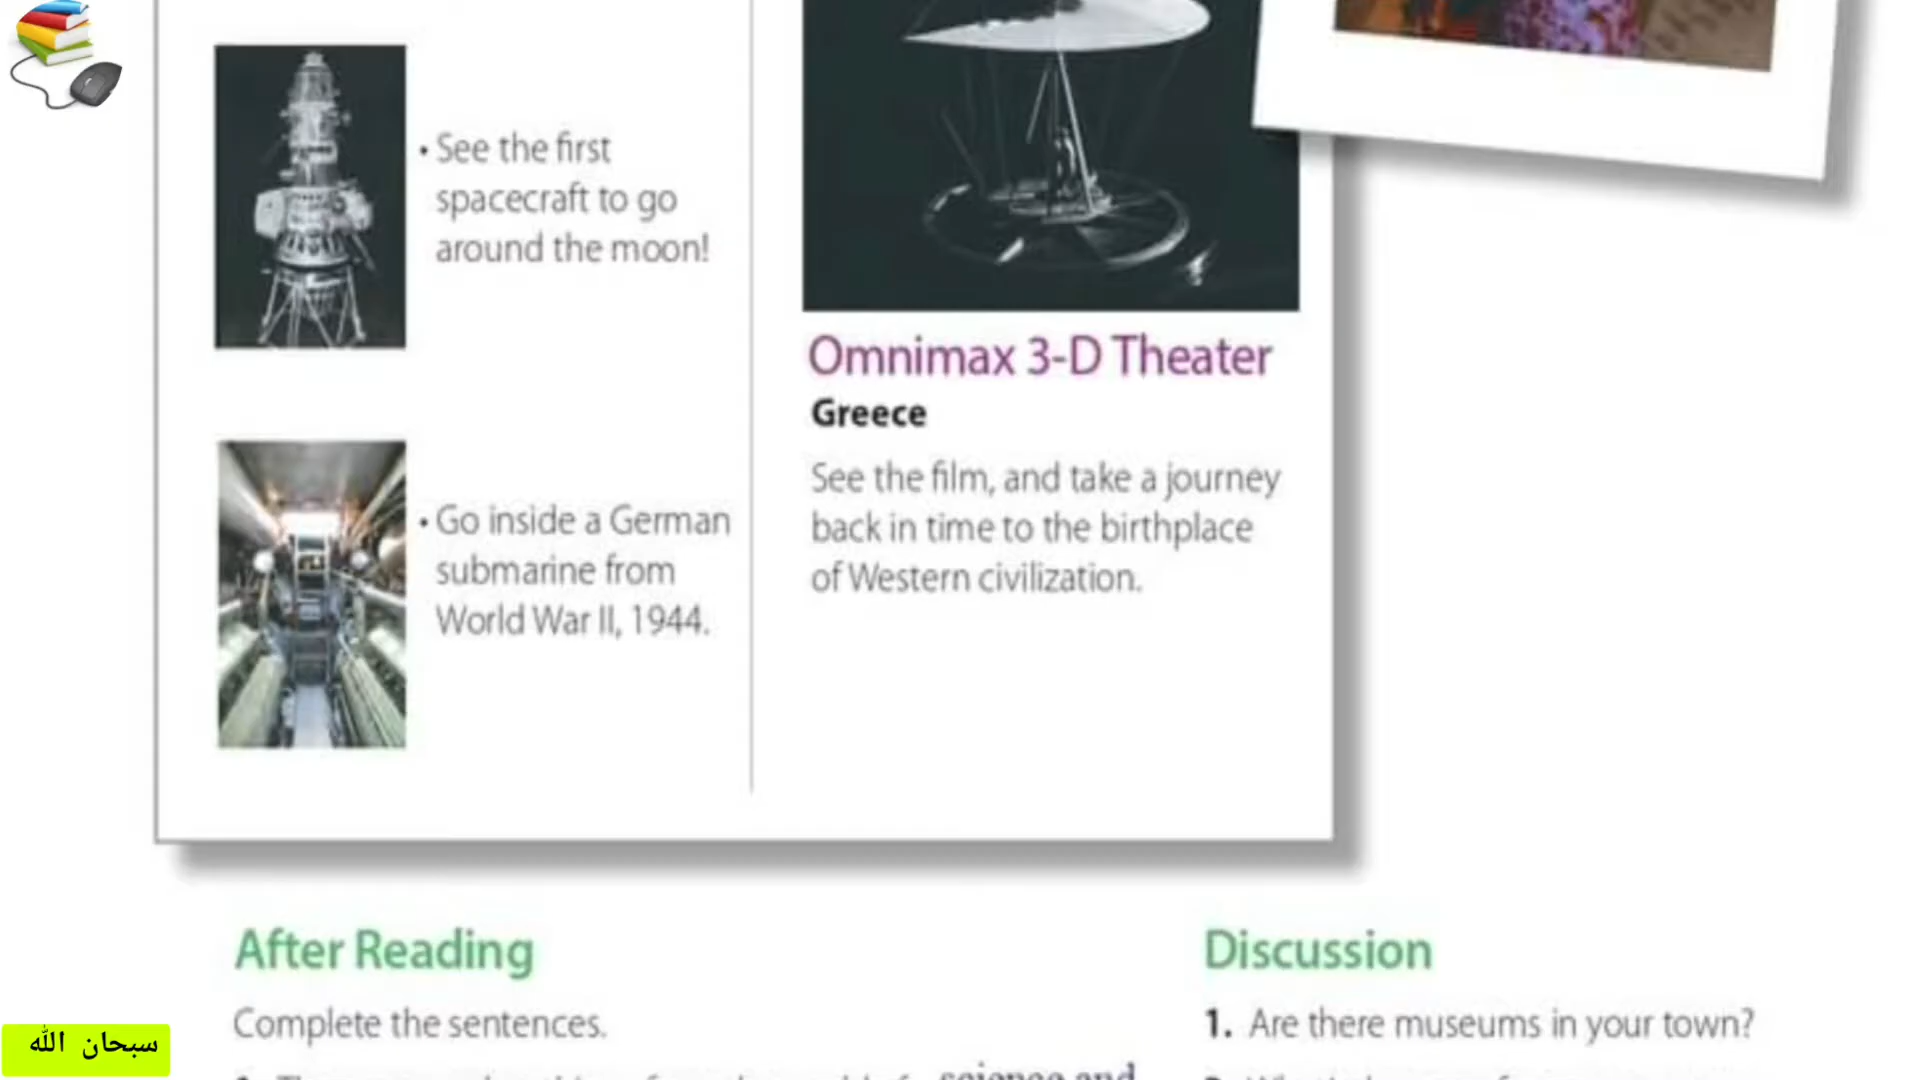 • See the first
spacecraft to go
around the moon!
• Go inside a German
submarine from
World War II, 1944.
Omnimax 3-D Theater
Greece
See the film, and take a journey
back in time to the birthplace
of Western civilization.
After Reading
Complete the sentences.
science and
Discussion
1. Are there museums in your town?
سبحان الله